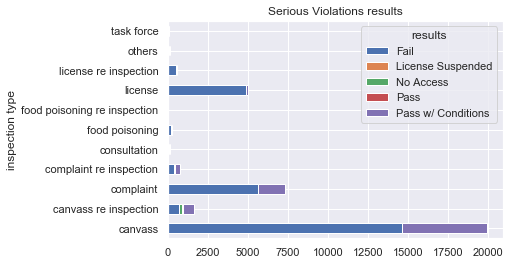 Serious Violations results
results
Fail
License Suspended
No Access
Pass
Pass w/ Conditions
inspection type
task force
others
license re inspection
license
food poisoning re inspection
food poisoning
consultation
complaint re inspection
complaint
canvass re inspection
canvass
0 2500 5000 7500 10000 12500 15000 17500 20000